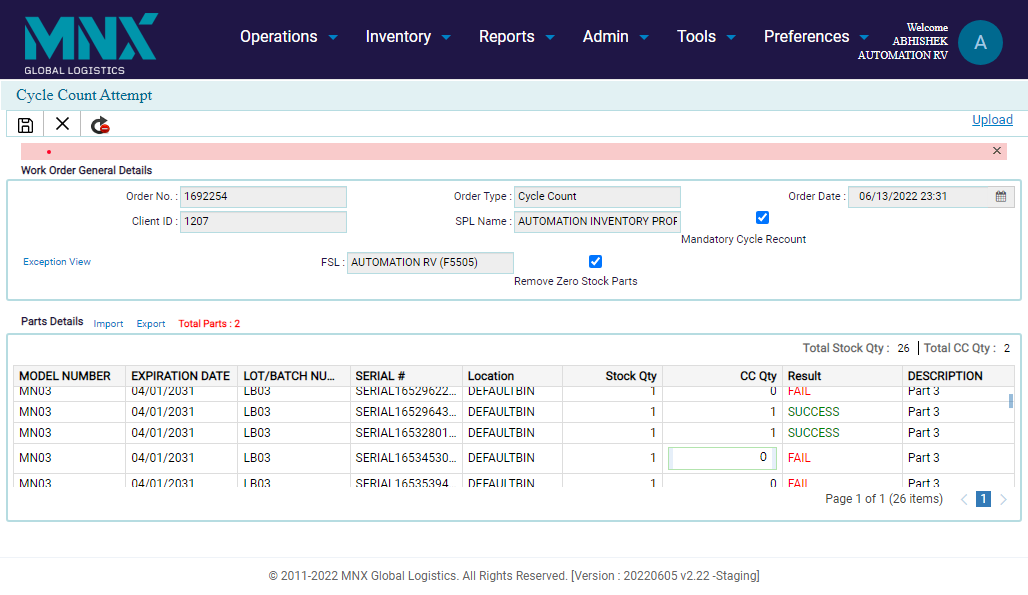 MNX
GLOBAL LOGISTICS
Operations Inventory Reports Admin Tools Preferences
Welcome
ABHISHEK
AUTOMATION RV
A
Cycle Count Attempt
Upload
Work Order General Details
Order No. : 1692254 Order Type : Cycle Count Order Date : 06/13/2022 23:31
Client ID : 1207 SPL Name : AUTOMATION INVENTORY PROF
Mandatory Cycle Recount
Exception View FSL : AUTOMATION RV (F5505)
Remove Zero Stock Parts
Parts Details Import Export Total Parts : 2
Total Stock Qty : 26 Total CC Qty : 2
MODEL NUMBER EXPIRATION DATE LOT/BATCH NU... SERIAL # Location Stock Qty CC Qty Result DESCRIPTION
MN03 04/01/2031 LB03 SERIAL16529622... DEFAULTBIN 1 0 FAIL Part 3
MN03 04/01/2031 LB03 SERIAL16529643... DEFAULTBIN 1 1 SUCCESS Part 3
MN03 04/01/2031 LB03 SERIAL16532801... DEFAULTBIN 1 1 SUCCESS Part 3
MN03 04/01/2031 LB03 SERIAL16534530... DEFAULTBIN 1 0 FAIL Part 3
MN03 04/01/2031 LB03 SERIAL16535394 DEFAULTBIN 1 0 FAIL Part 3
Page 1 of 1 (26 items) 1
© 2011-2022 MNX Global Logistics. All Rights Reserved. [Version : 20220605 v2.22 -Staging]